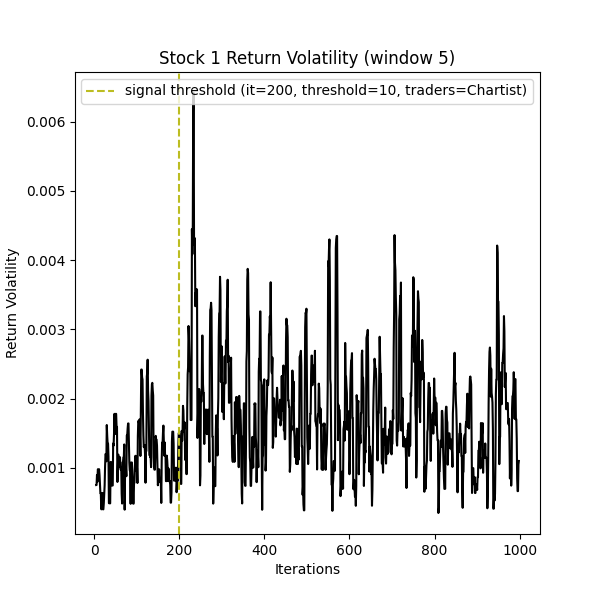 Stock 1 Return Volatility (window 5)
signal threshold (it=200, threshold=10, traders=Chartist)
0.006
0.005
0.004
0.003
0.002
0.001
Return Volatility
0 200 400 600 800 1000
Iterations